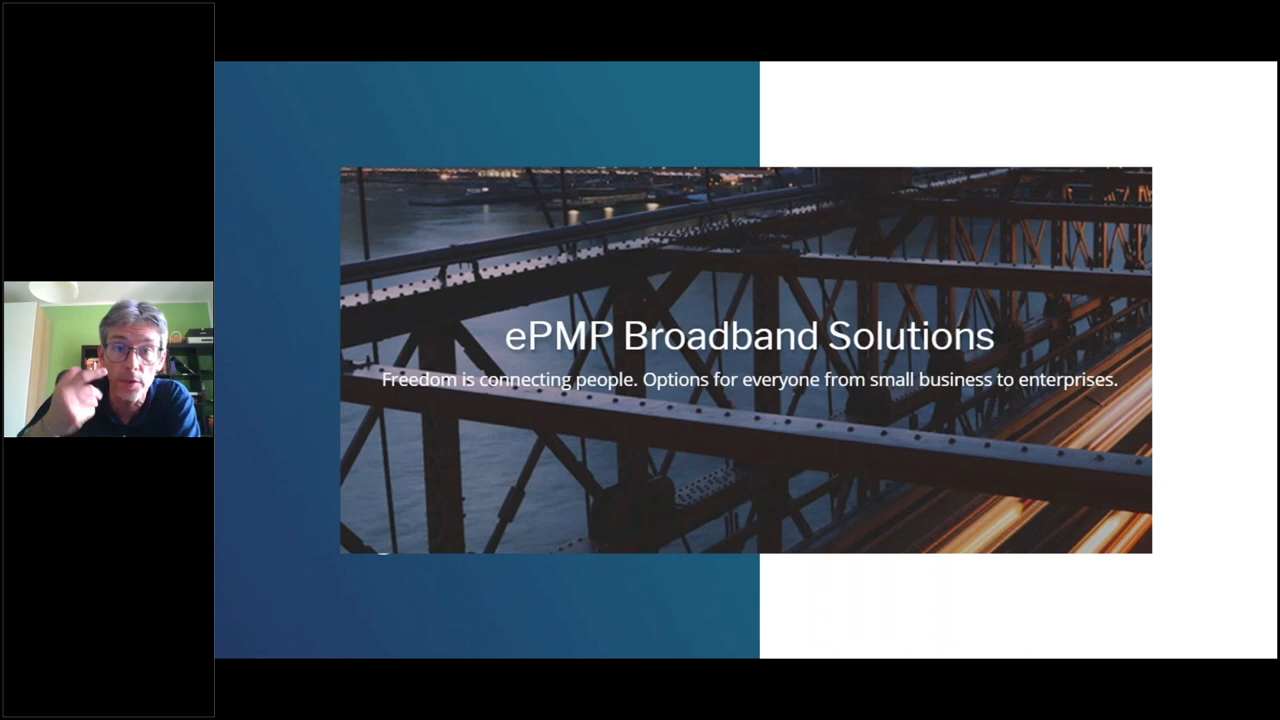 ePMP Broadband Solutions
Freedom is connecting people. Options for everyone from small business to enterprises.